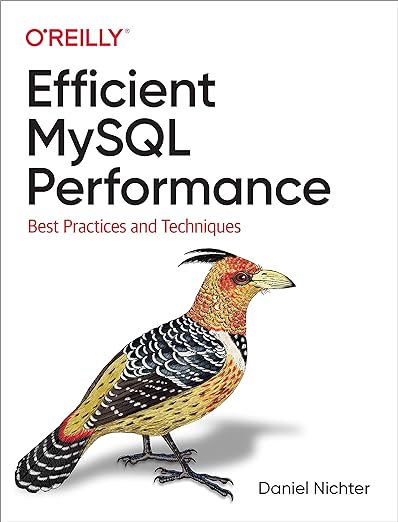 O'REILLY®
Efficient
MySQL
Performance
Best Practices and Techniques
Daniel Nichter